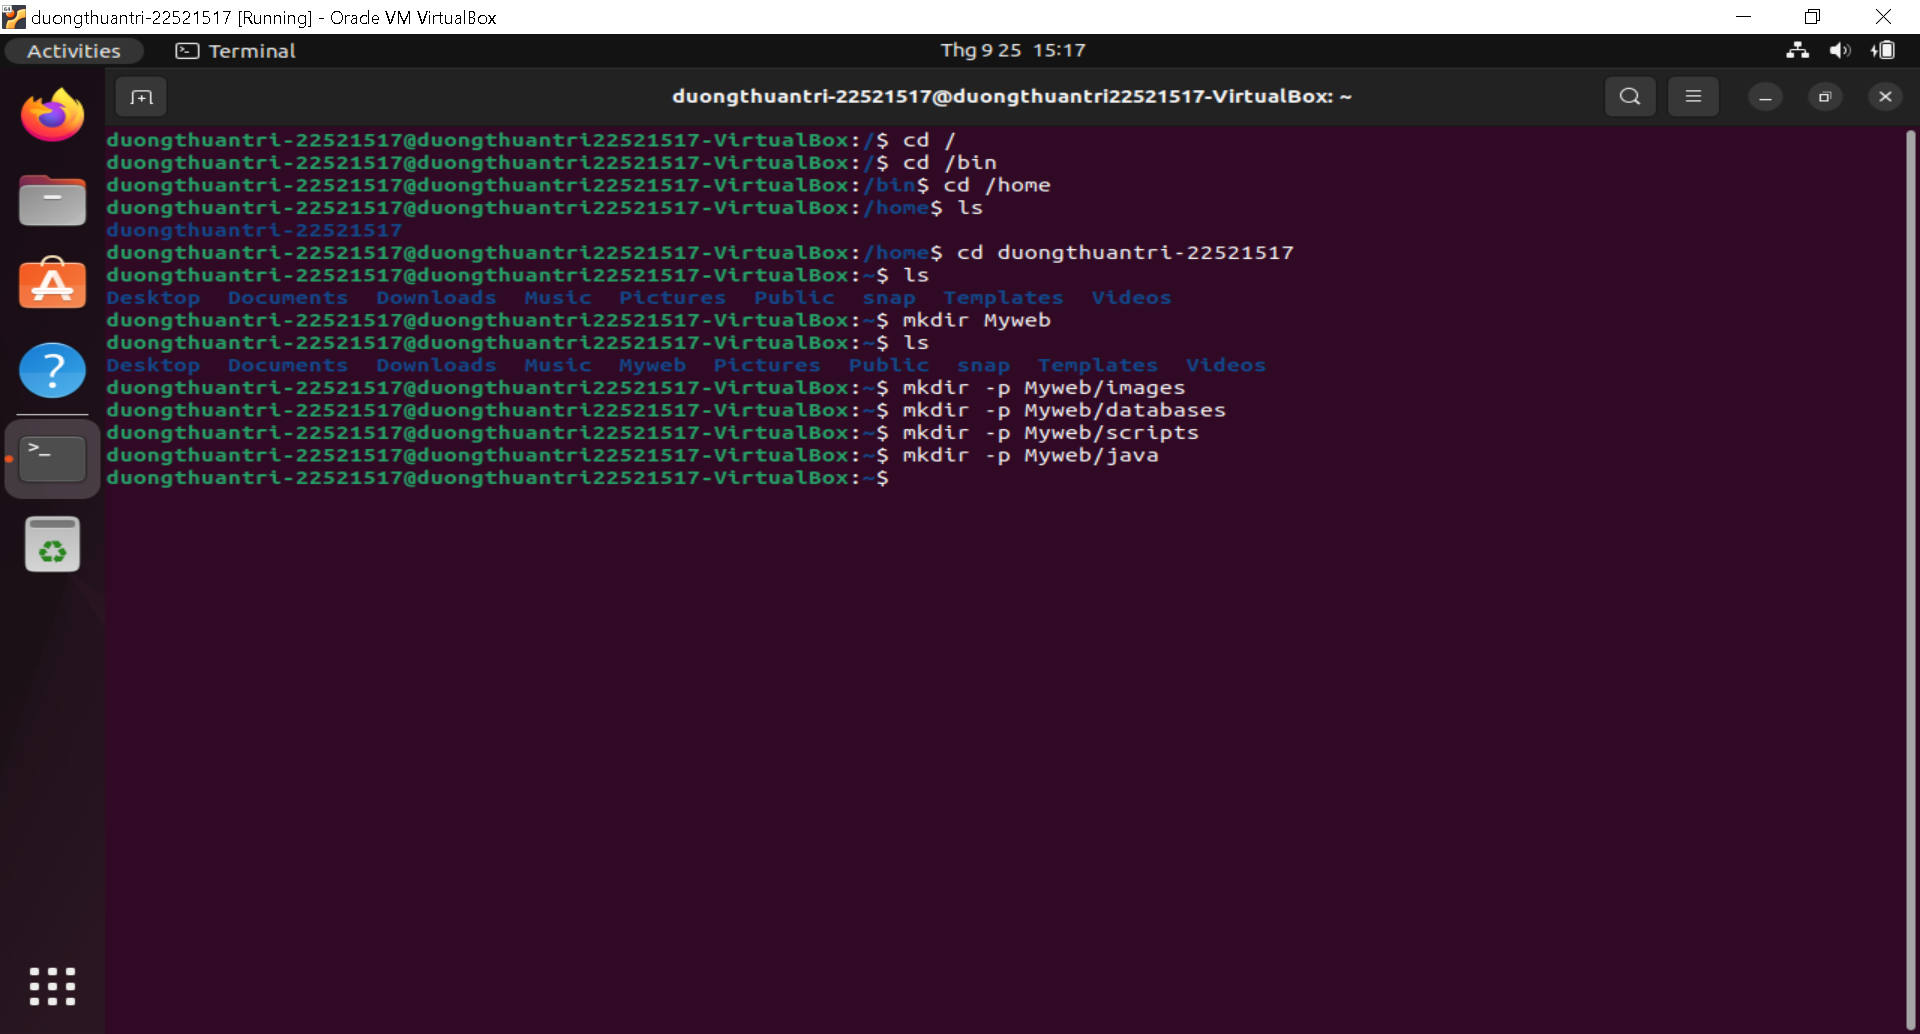 duongthuantri-22521517 [Running] - Oracle VM VirtualBox
Activities Terminal Thg 9 25 15:17
duongthuantri-22521517@duongthuantri22521517-VirtualBox: ~
duongthuantri-22521517@duongthuantri22521517-VirtualBox:/$ cd /
duongthuantri-22521517@duongthuantri22521517-VirtualBox:/$ cd /bin
duongthuantri-22521517@duongthuantri22521517-VirtualBox:/bin$ cd /home
duongthuantri-22521517@duongthuantri22521517-VirtualBox:/home$ ls
duongthuantri-22521517
duongthuantri-22521517@duongthuantri22521517-VirtualBox:/home$ cd duongthuantri-22521517
duongthuantri-22521517@duongthuantri22521517-VirtualBox:~$ ls
Desktop Documents Downloads Music Pictures Public snap Templates Videos
duongthuantri-22521517@duongthuantri22521517-VirtualBox:~$ mkdir Myweb
duongthuantri-22521517@duongthuantri22521517-VirtualBox:~$ ls
Desktop Documents Downloads Music Myweb Pictures Public snap Templates Videos
duongthuantri-22521517@duongthuantri22521517-VirtualBox:~$ mkdir -p Myweb/images
duongthuantri-22521517@duongthuantri22521517-VirtualBox:~$ mkdir -p Myweb/databases
duongthuantri-22521517@duongthuantri22521517-VirtualBox:~$ mkdir -p Myweb/scripts
duongthuantri-22521517@duongthuantri22521517-VirtualBox:~$ mkdir -p Myweb/java
duongthuantri-22521517@duongthuantri22521517-VirtualBox:~$